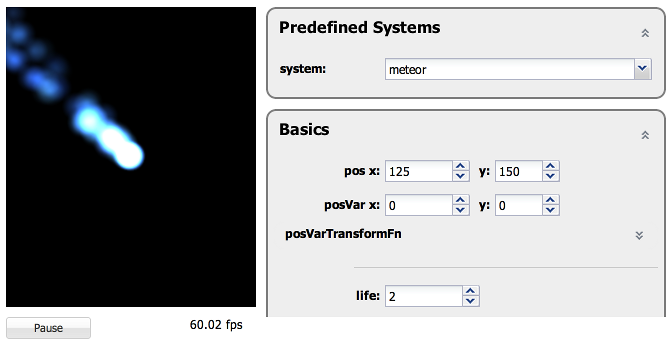 Predefined Systems
system: meteor
Basics
pos x: 125 y: 150
posVar x: 0 y: 0
posVarTransformFn
life: 2
Pause 60.02 fps